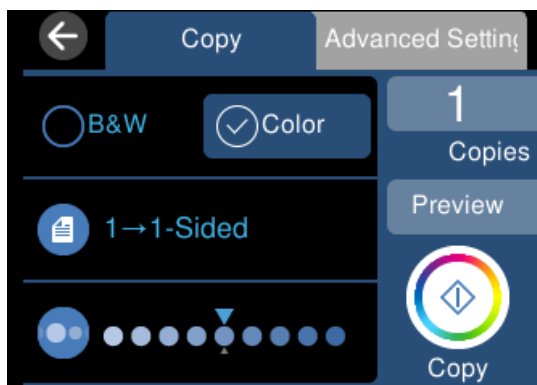 Copy
Advanced Setting
B&W
Color
1
Copies
1→1-Sided
Preview
Copy